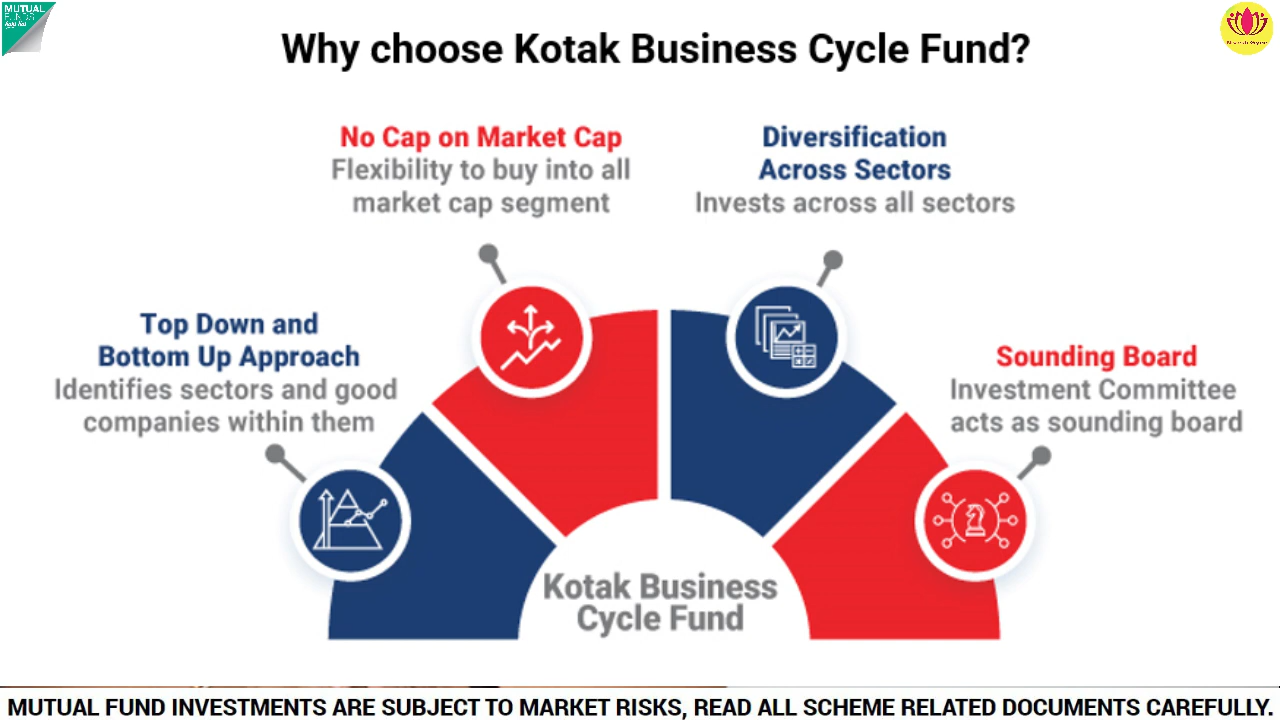 MUTUAL
FUNDS
Sahi Hai
Why choose Kotak Business Cycle Fund?
No Cap on Market Cap
Flexibility to buy into all
market cap segment
Diversification
Across Sectors
Invests across all sectors
Top Down and
Bottom Up Approach
Identifies sectors and good
companies within them
Sounding Board
Investment Committee
acts as sounding board
Kotak Business
Cycle Fund
MUTUAL FUND INVESTMENTS ARE SUBJECT TO MARKET RISKS, READ ALL SCHEME RELATED DOCUMENTS CAREFULLY.